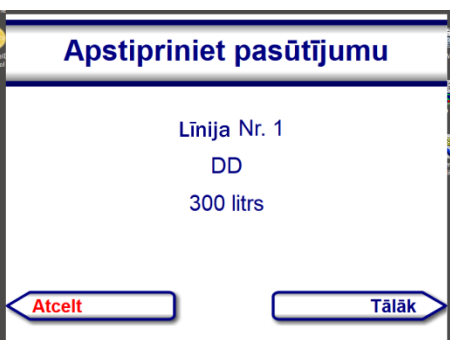 Apstipriniet pasūtījumu
Līnija Nr. 1
DD
300 litrs
Atcelt
Tālāk